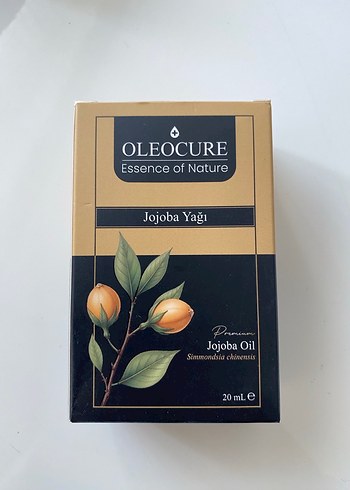 OLEOCURE
Essence of Nature
Jojoba Yağı
Premium
Jojoba Oil
Simmondsia chinensis
20 mL ℮